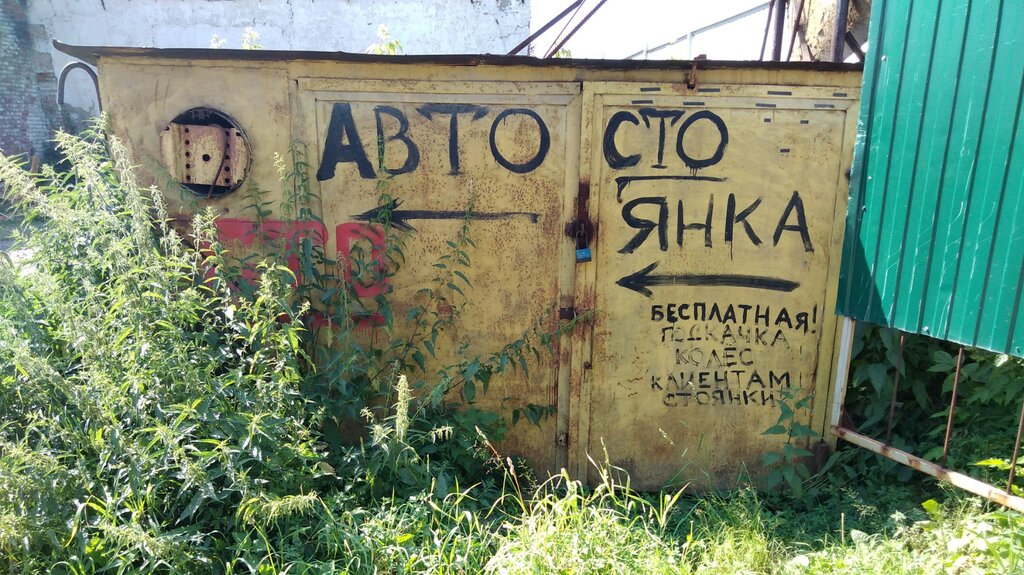 АВТО СТО
ЯНКА
БЕСПЛАТНАЯ!
ПОДКАЧКА
КОЛЕС
КЛИЕНТАМ
СТОЯНКИ